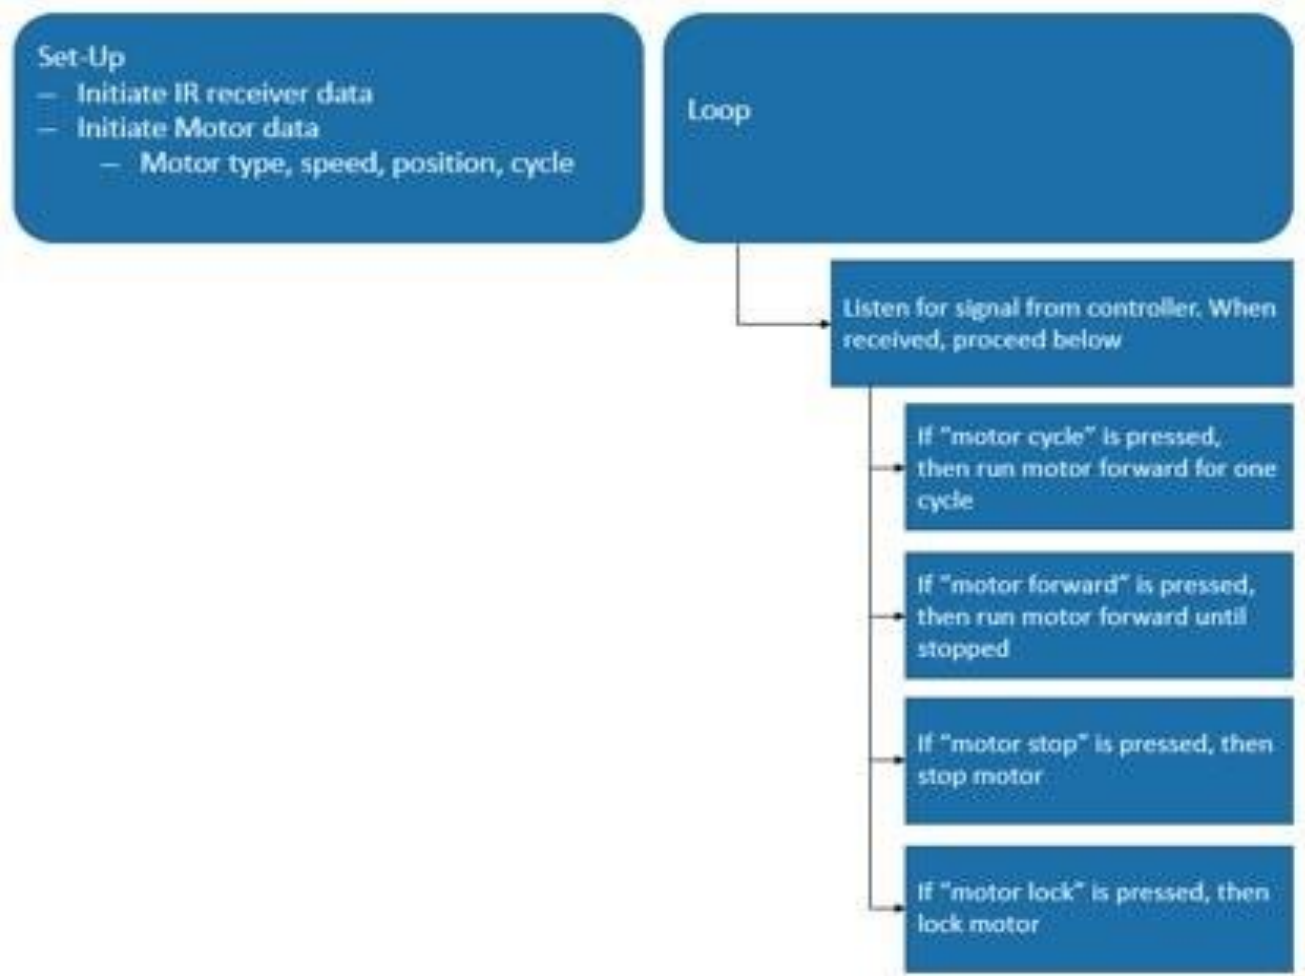 Set-Up
– Initiate IR receiver data
– Initiate Motor data
– Motor type, speed, position, cycle
Loop
Listen for signal from controller. When
received, proceed below
If “motor cycle” is pressed,
then run motor forward for one
cycle
If “motor forward” is pressed,
then run motor forward until
stopped
If “motor stop” is pressed, then
stop motor
If “motor lock” is pressed, then
lock motor